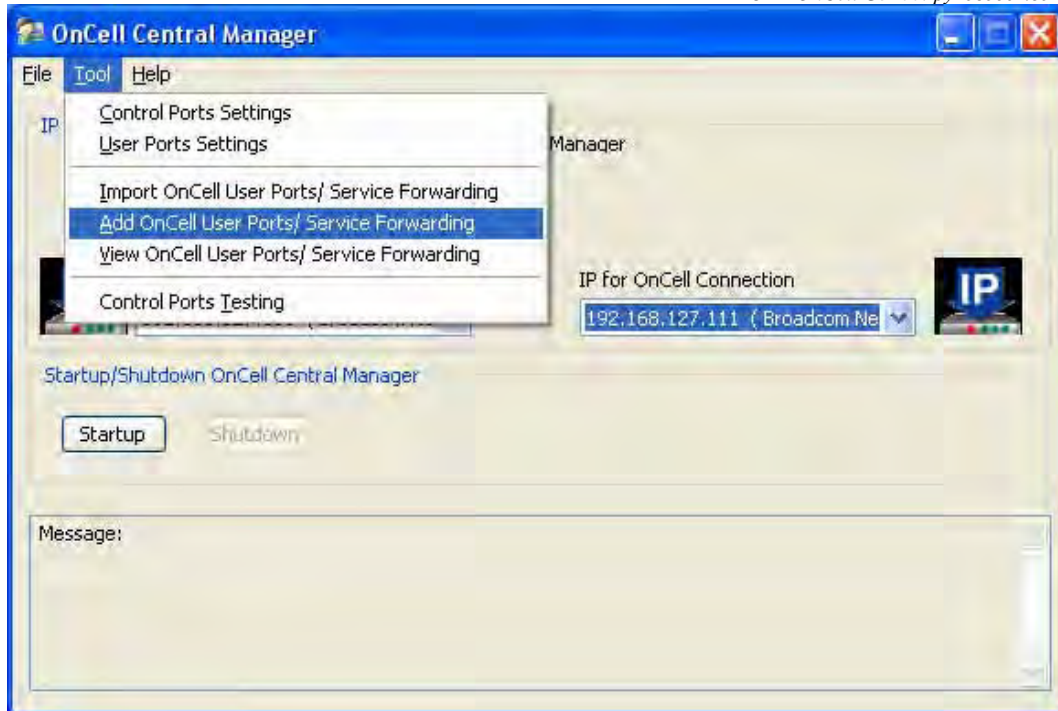 OnCell Central Manager
File Tool Help
Control Ports Settings
User Ports Settings
Import OnCell User Ports/ Service Forwarding
Add OnCell User Ports/ Service Forwarding
View OnCell User Ports/ Service Forwarding
Control Ports Testing
IP
Manager
IP for OnCell Connection
192.168.127.111 ( Broadcom Ne
IP
Startup/Shutdown OnCell Central Manager
Startup Shutdown
Message: